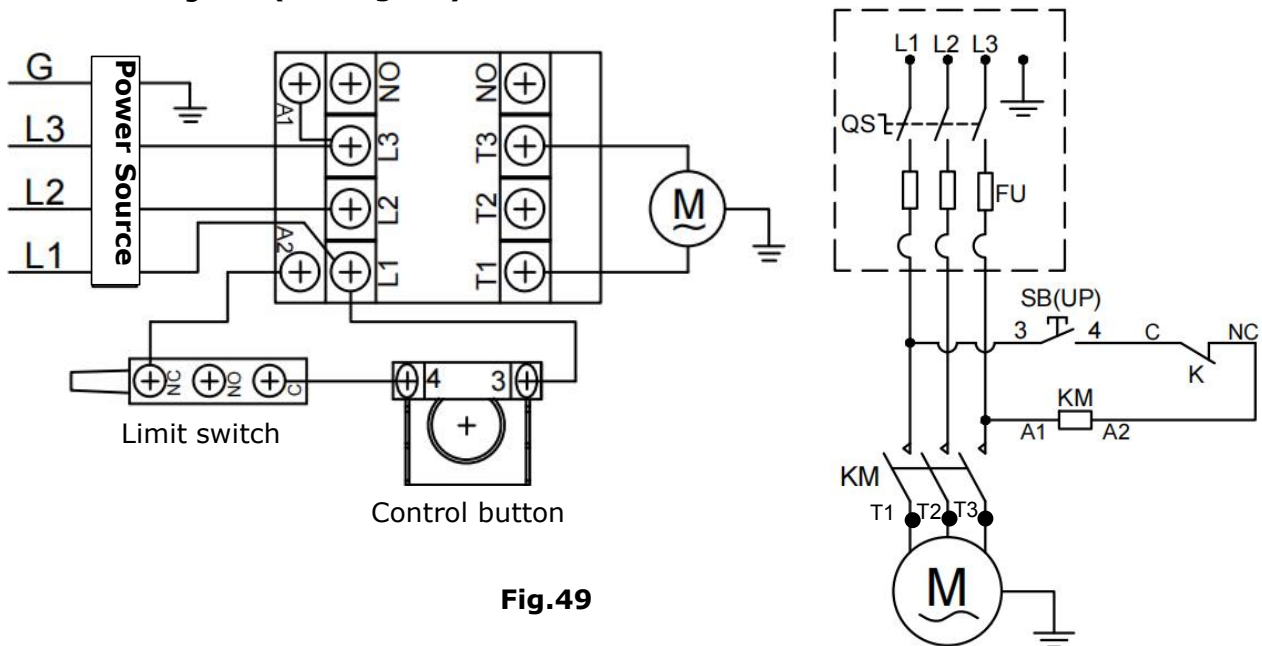 G
L3
L2
L1
Power Source
A1
NO
L3
L2
A2
L1
NO
T3
T2
T1
M
NC
NO
C
Limit switch
4 3
Control button
Fig.49
L1 L2 L3
QS
FU
SB(UP)
3 4 C NC
K
KM
A1 A2
KM
T1 T2 T3
M